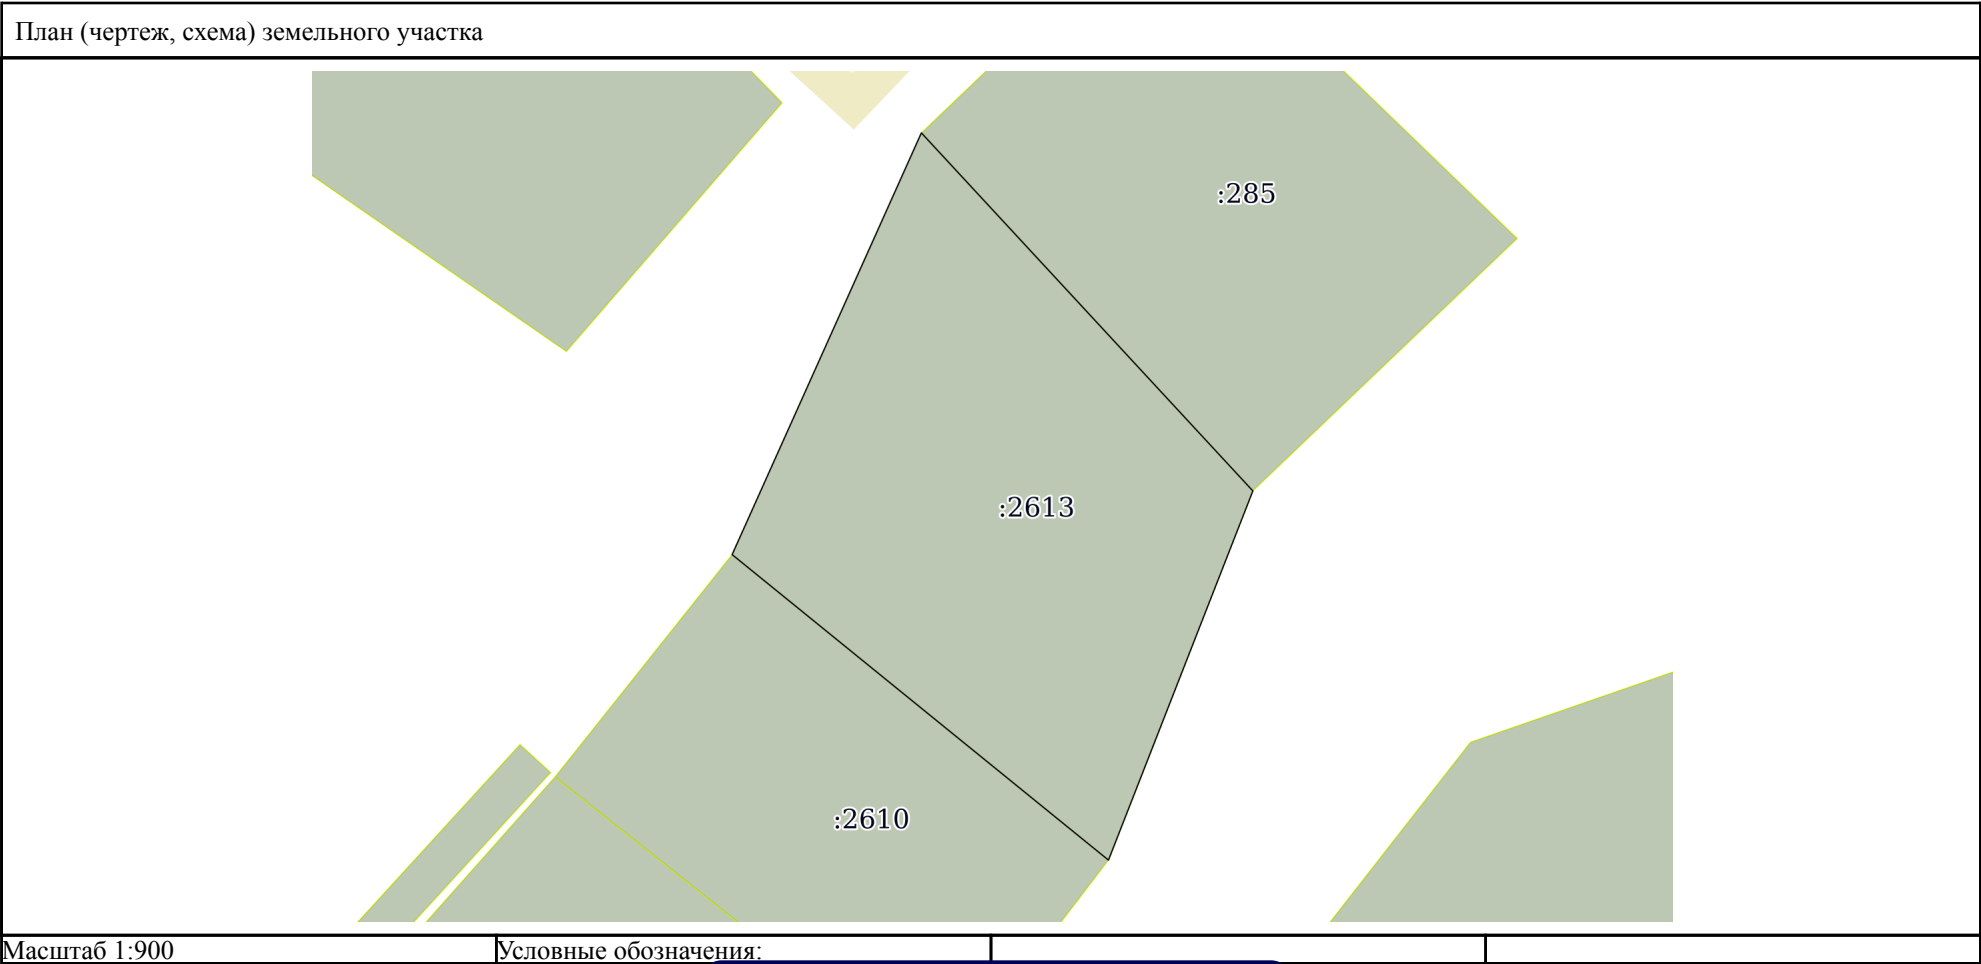 План (чертеж, схема) земельного участка
:285
:2613
:2610
Масштаб 1:900
Условные обозначения: